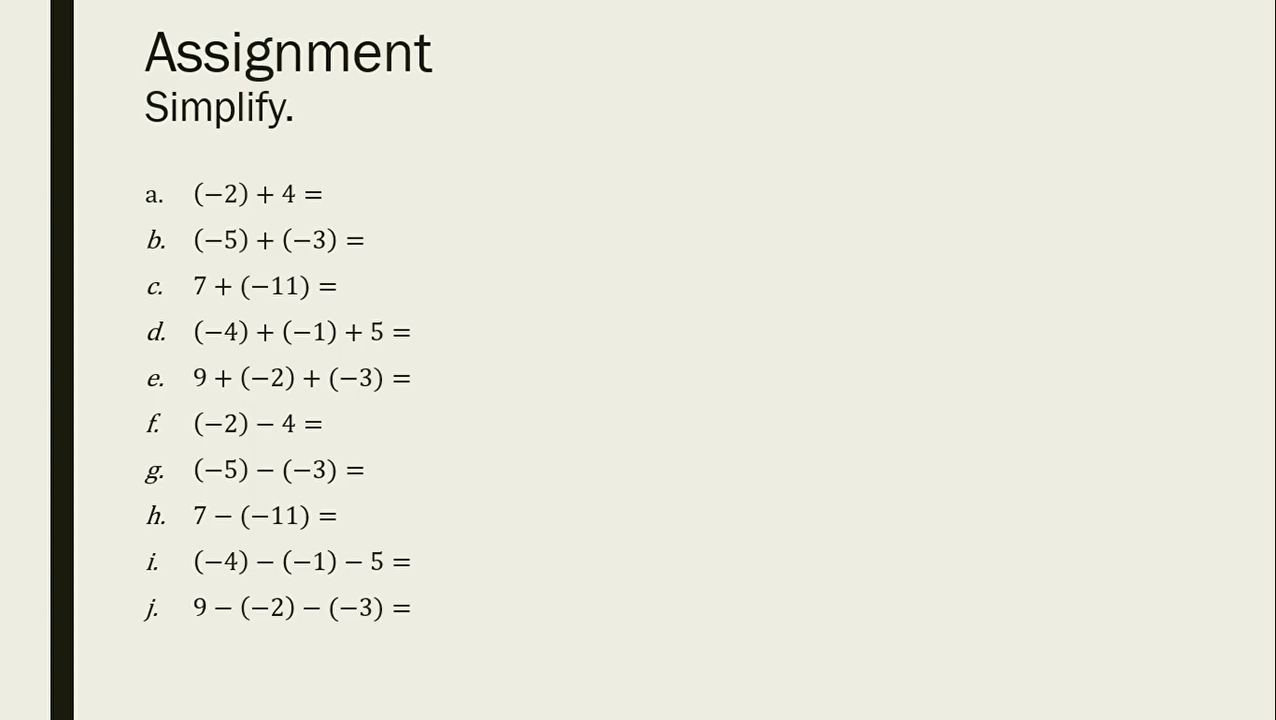 Assignment
Simplify.
a. (−2) + 4 =
b. (−5) + (−3) =
c. 7 + (−11) =
d. (−4) + (−1) + 5 =
e. 9 + (−2) + (−3) =
f. (−2) − 4 =
g. (−5) − (−3) =
h. 7 − (−11) =
i. (−4) − (−1) − 5 =
j. 9 − (−2) − (−3) =